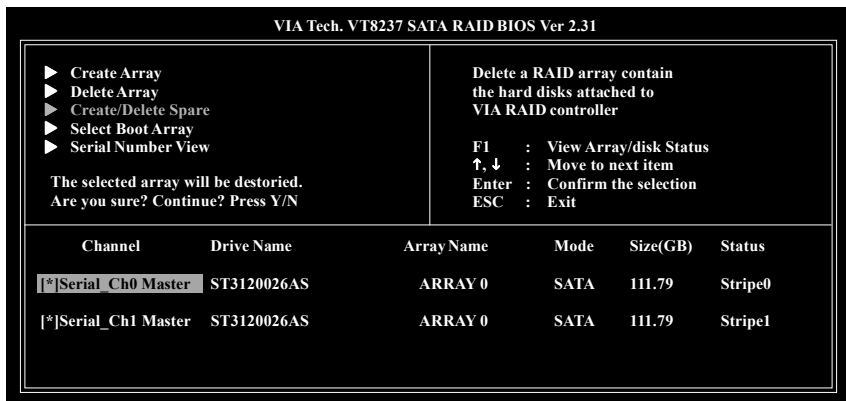 VIA Tech. VT8237 SATA RAID BIOS Ver 2.31
Create Array
Delete Array
Create/Delete Spare
Select Boot Array
Serial Number View
The selected array will be destoried.
Are you sure? Continue? Press Y/N
Delete a RAID array contain
the hard disks attached to
VIA RAID controller
F1 : View Array/disk Status
↑, ↓ : Move to next item
Enter : Confirm the selection
ESC : Exit
Channel Drive Name Array Name Mode Size(GB) Status
[*]Serial_Ch0 Master ST3120026AS ARRAY 0 SATA 111.79 Stripe0
[*]Serial_Ch1 Master ST3120026AS ARRAY 0 SATA 111.79 Stripe1